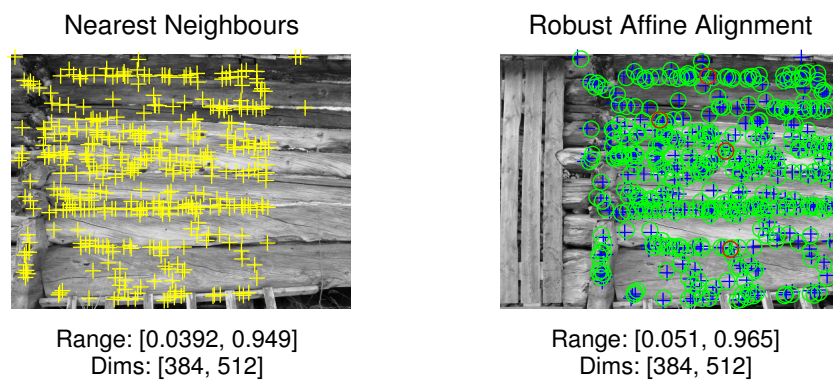 Nearest Neighbours
Robust Affine Alignment
Range: [0.0392, 0.949]
Dims: [384, 512]
Range: [0.051, 0.965]
Dims: [384, 512]